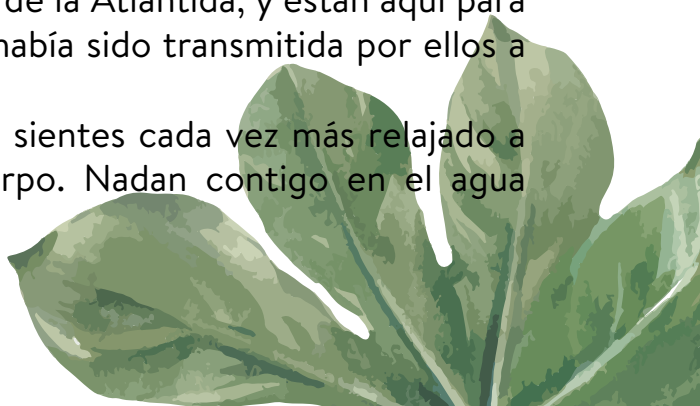 de la Atlántida, y están aquí para
había sido transmitida por ellos a
sientes cada vez más relajado a
rpo. Nadan contigo en el agua